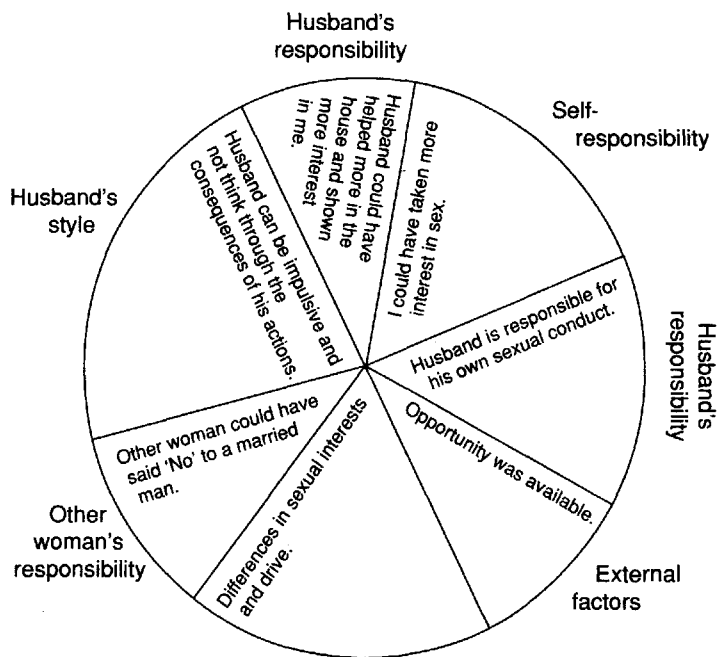 Husband's
responsibility
Husband could have
helped more in the
house and shown
more interest
in me.
Self-
responsibility
I could have taken more
interest in sex.
Husband's
responsibility
Husband is responsible for
his own sexual conduct.
External
factors
Opportunity was available.
Differences in sexual interests
and drive.
Other
woman's
responsibility
Other woman could have
said 'No' to a married
man.
Husband's
style
Husband can be impulsive and
not think through the
consequences of his actions.